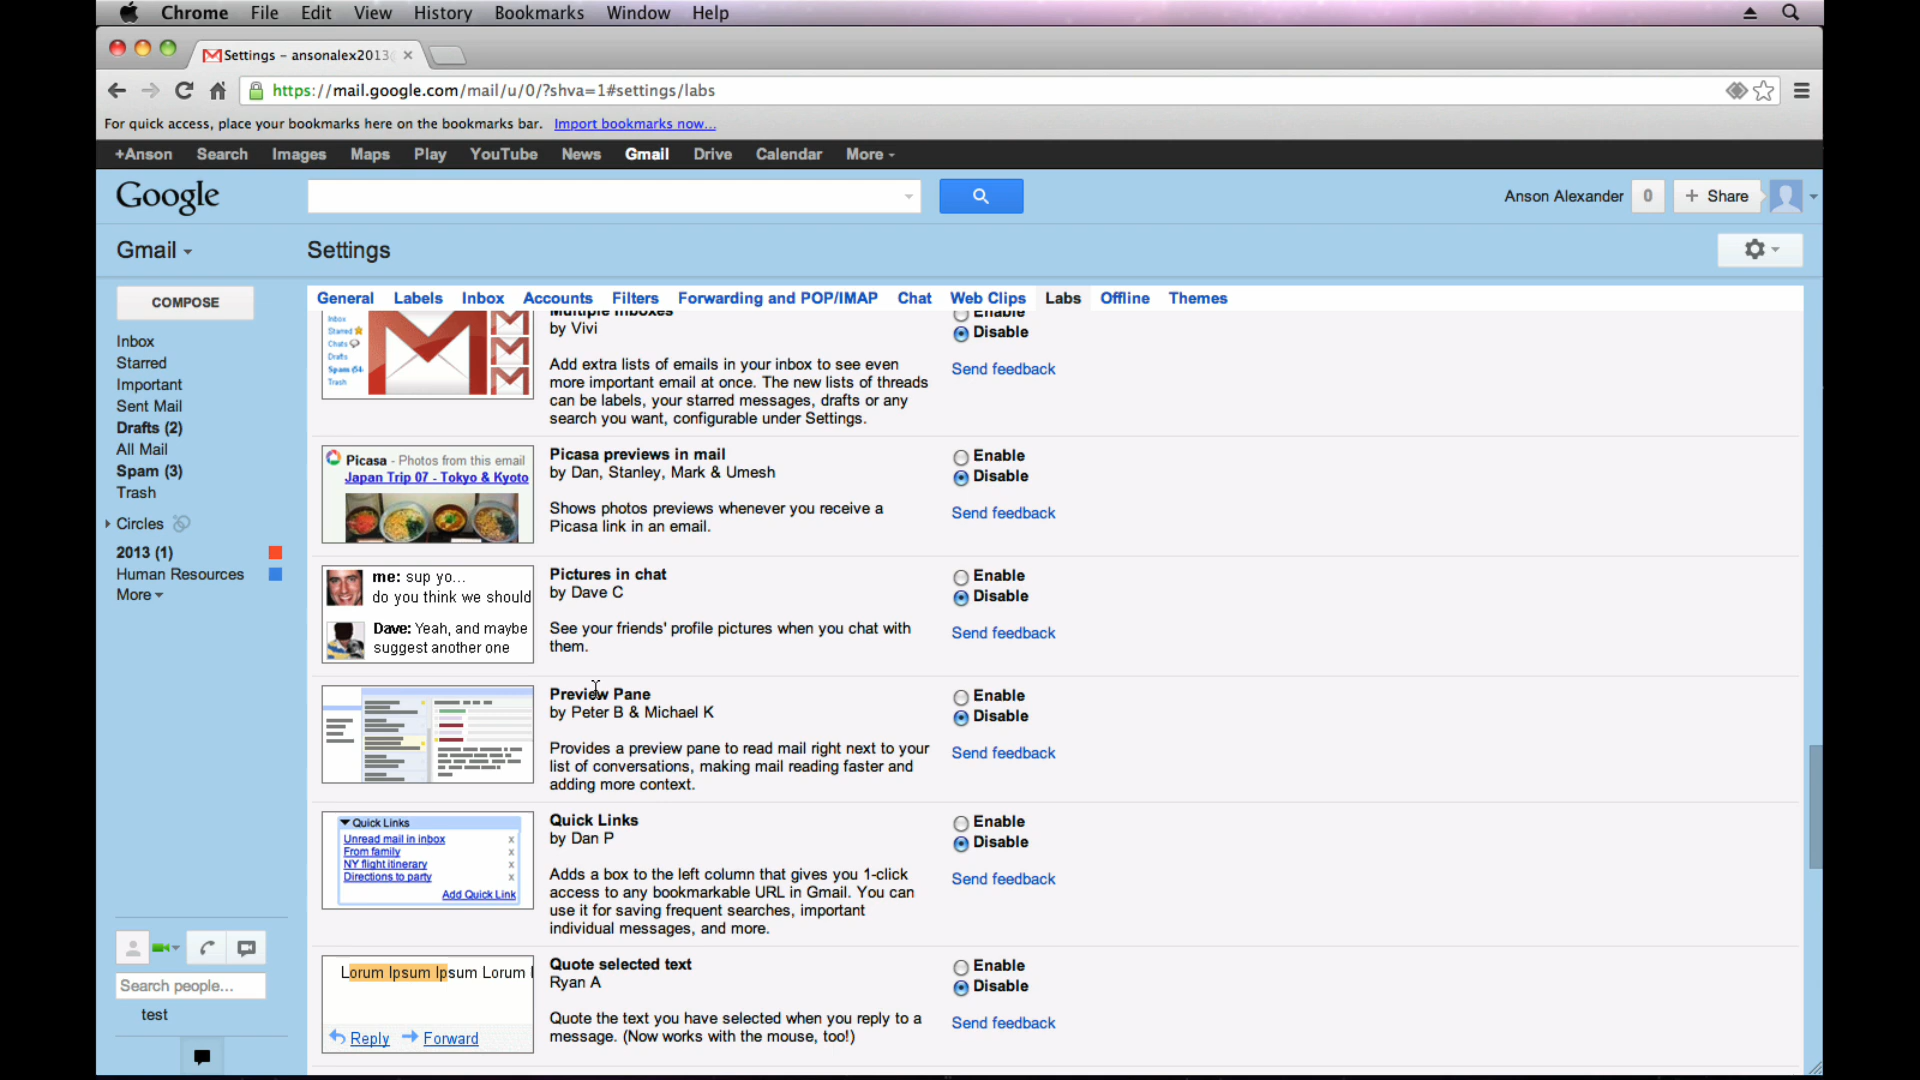 Chrome File Edit View History Bookmarks Window Help
Settings – ansonalex2013
https://mail.google.com/mail/u/0/?shva=1#settings/labs
For quick access, place your bookmarks here on the bookmarks bar. Import bookmarks now...
+Anson Search Images Maps Play YouTube News Gmail Drive Calendar More
Google
Anson Alexander 0 + Share
Gmail
Settings
COMPOSE
Inbox
Starred
Important
Sent Mail
Drafts (2)
All Mail
Spam (3)
Trash
Circles
2013 (1)
Human Resources
More
Search people...
test
General Labels Inbox Accounts Filters Forwarding and POP/IMAP Chat Web Clips Labs Offline Themes
Inbox
Starred
Chats
Drafts
Spam (54
Trash
Multiple Inboxes
by Vivi
Add extra lists of emails in your inbox to see even
more important email at once. The new lists of threads
can be labels, your starred messages, drafts or any
search you want, configurable under Settings.
Enable
Disable
Send feedback
Picasa - Photos from this email
Japan Trip 07 - Tokyo & Kyoto
Picasa previews in mail
by Dan, Stanley, Mark & Umesh
Shows photos previews whenever you receive a
Picasa link in an email.
Enable
Disable
Send feedback
me: sup yo...
do you think we should
Dave: Yeah, and maybe
suggest another one
Pictures in chat
by Dave C
See your friends' profile pictures when you chat with
them.
Enable
Disable
Send feedback
Preview Pane
by Peter B & Michael K
Provides a preview pane to read mail right next to your
list of conversations, making mail reading faster and
adding more context.
Enable
Disable
Send feedback
Quick Links
Unread mail in inbox x
From family x
NY flight itinerary x
Directions to party x
Add Quick Link
Quick Links
by Dan P
Adds a box to the left column that gives you 1-click
access to any bookmarkable URL in Gmail. You can
use it for saving frequent searches, important
individual messages, and more.
Enable
Disable
Send feedback
Lorum Ipsum Ipsum Lorum I
Reply Forward
Quote selected text
Ryan A
Quote the text you have selected when you reply to a
message. (Now works with the mouse, too!)
Enable
Disable
Send feedback